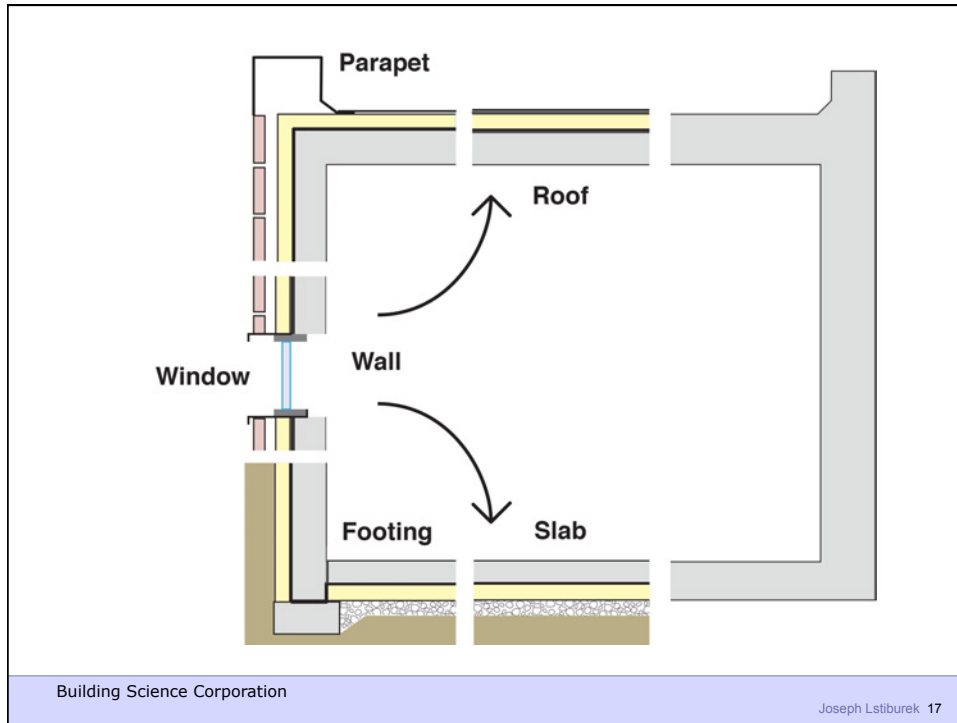 Parapet
Roof
Wall
Window
Footing
Slab
Building Science Corporation
Joseph Lstiburek 17